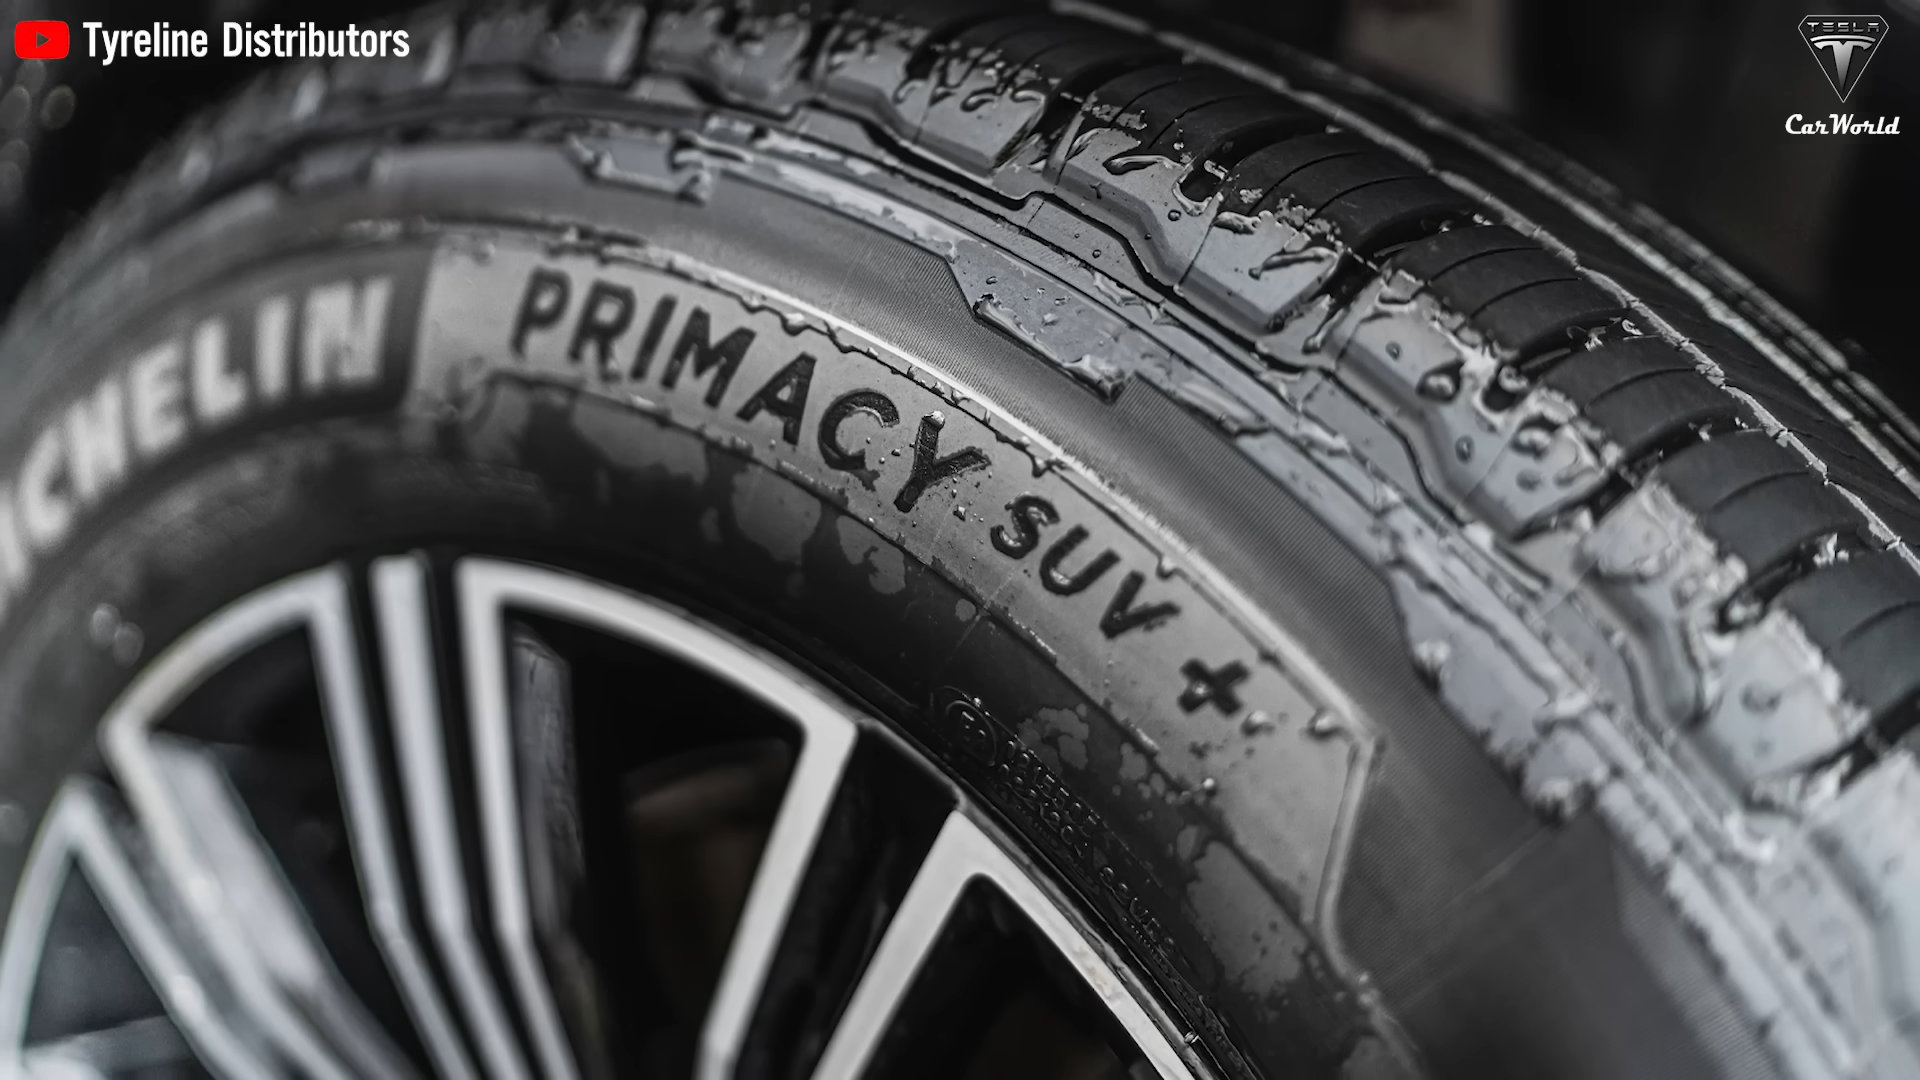 Tyreline Distributors
TESLA
CarWorld
MICHELIN
PRIMACY SUV +